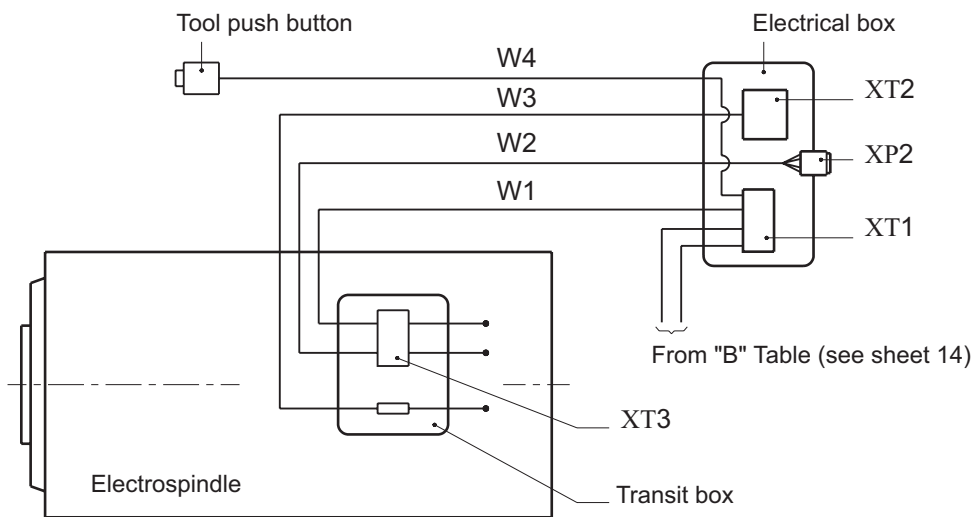 Tool push button
Electrical box
W4
XT2
W3
W2
XP2
W1
XT1
From "B" Table (see sheet 14)
XT3
Electrospindle
Transit box